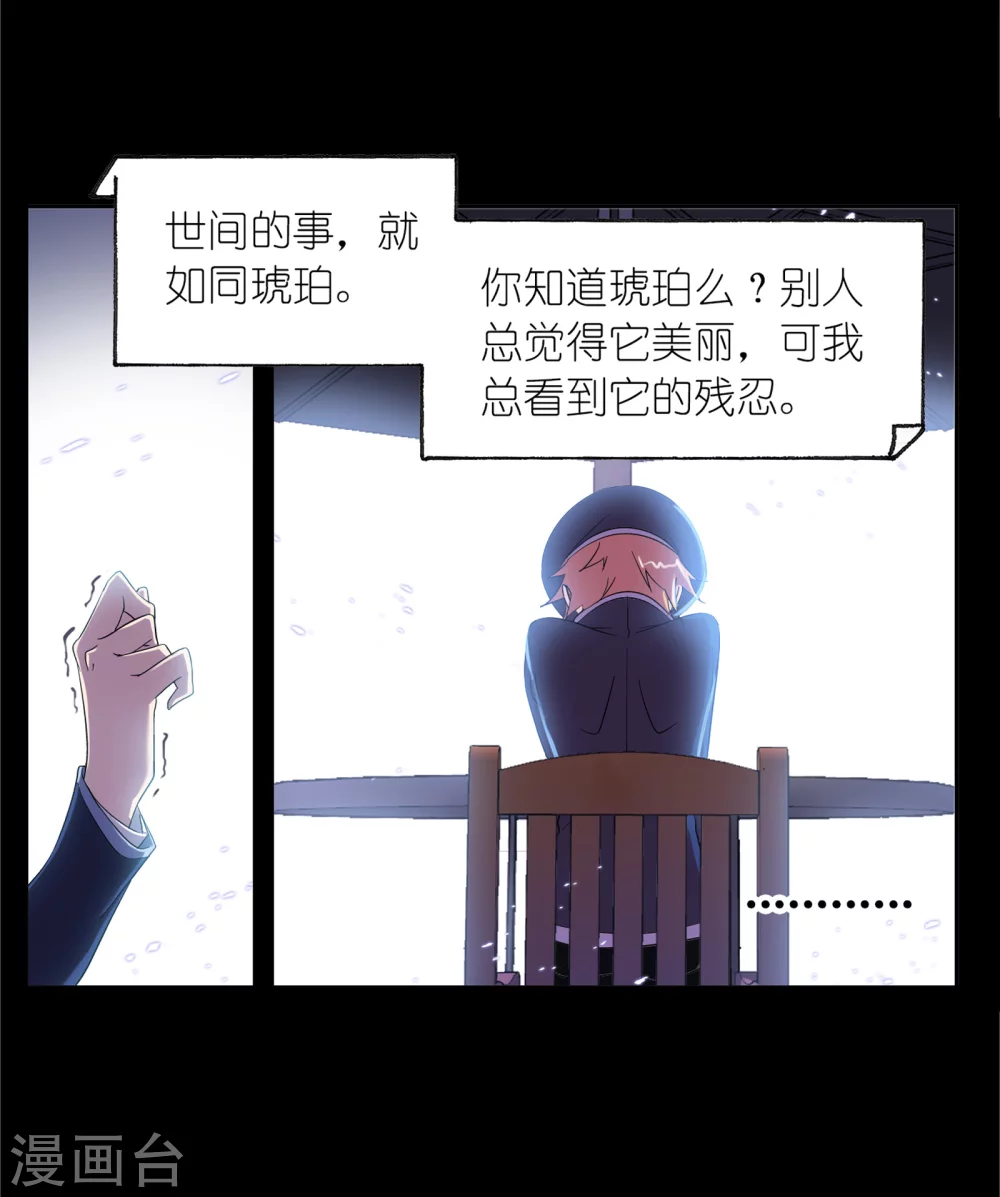 世间的事，就
如同琥珀。
你知道琥珀么？别人
总觉得它美丽，可我
总看到它的残忍。
…………
漫画台